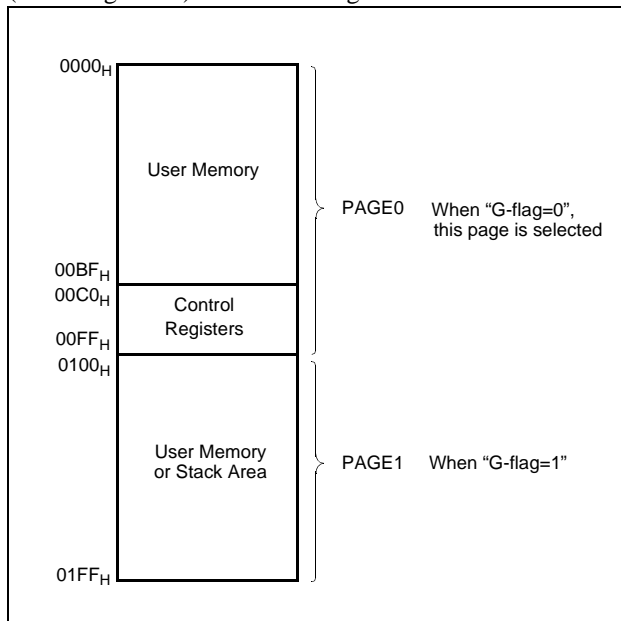 0000H
User Memory
PAGE0 When “G-flag=0”,
this page is selected
00BFH
00C0H
Control
Registers
00FFH
0100H
User Memory
or Stack Area
PAGE1 When “G-flag=1”
01FFH